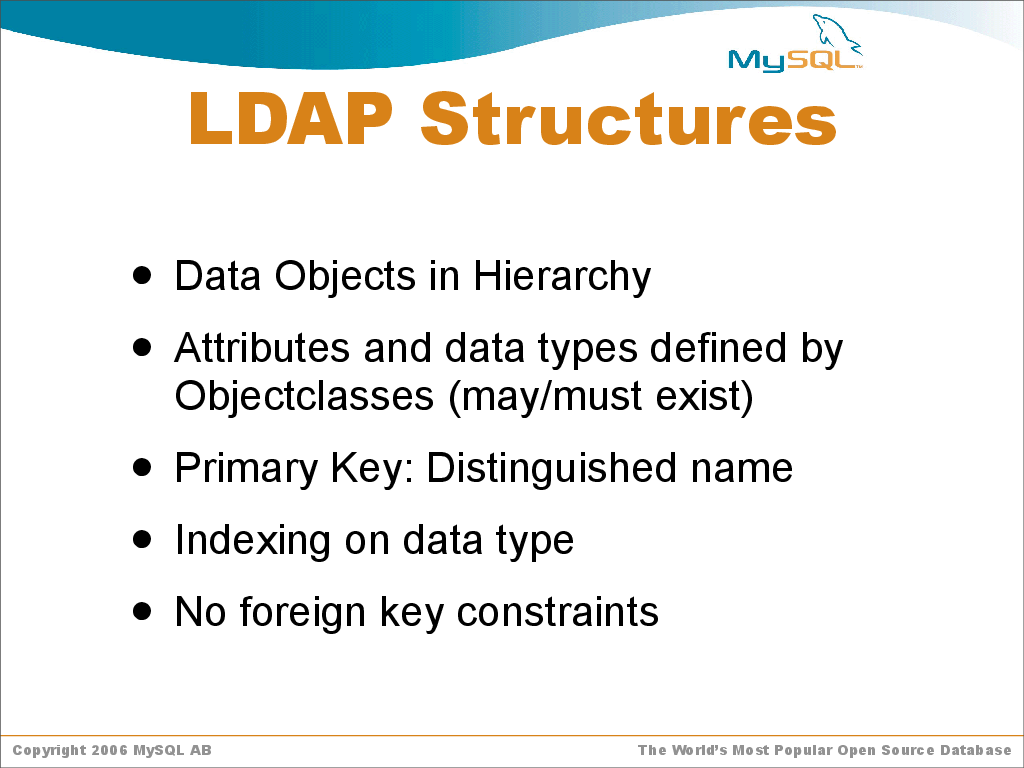 MySQL™
LDAP Structures
• Data Objects in Hierarchy
• Attributes and data types defined by
Objectclasses (may/must exist)
• Primary Key: Distinguished name
• Indexing on data type
• No foreign key constraints
Copyright 2006 MySQL AB
The World's Most Popular Open Source Database